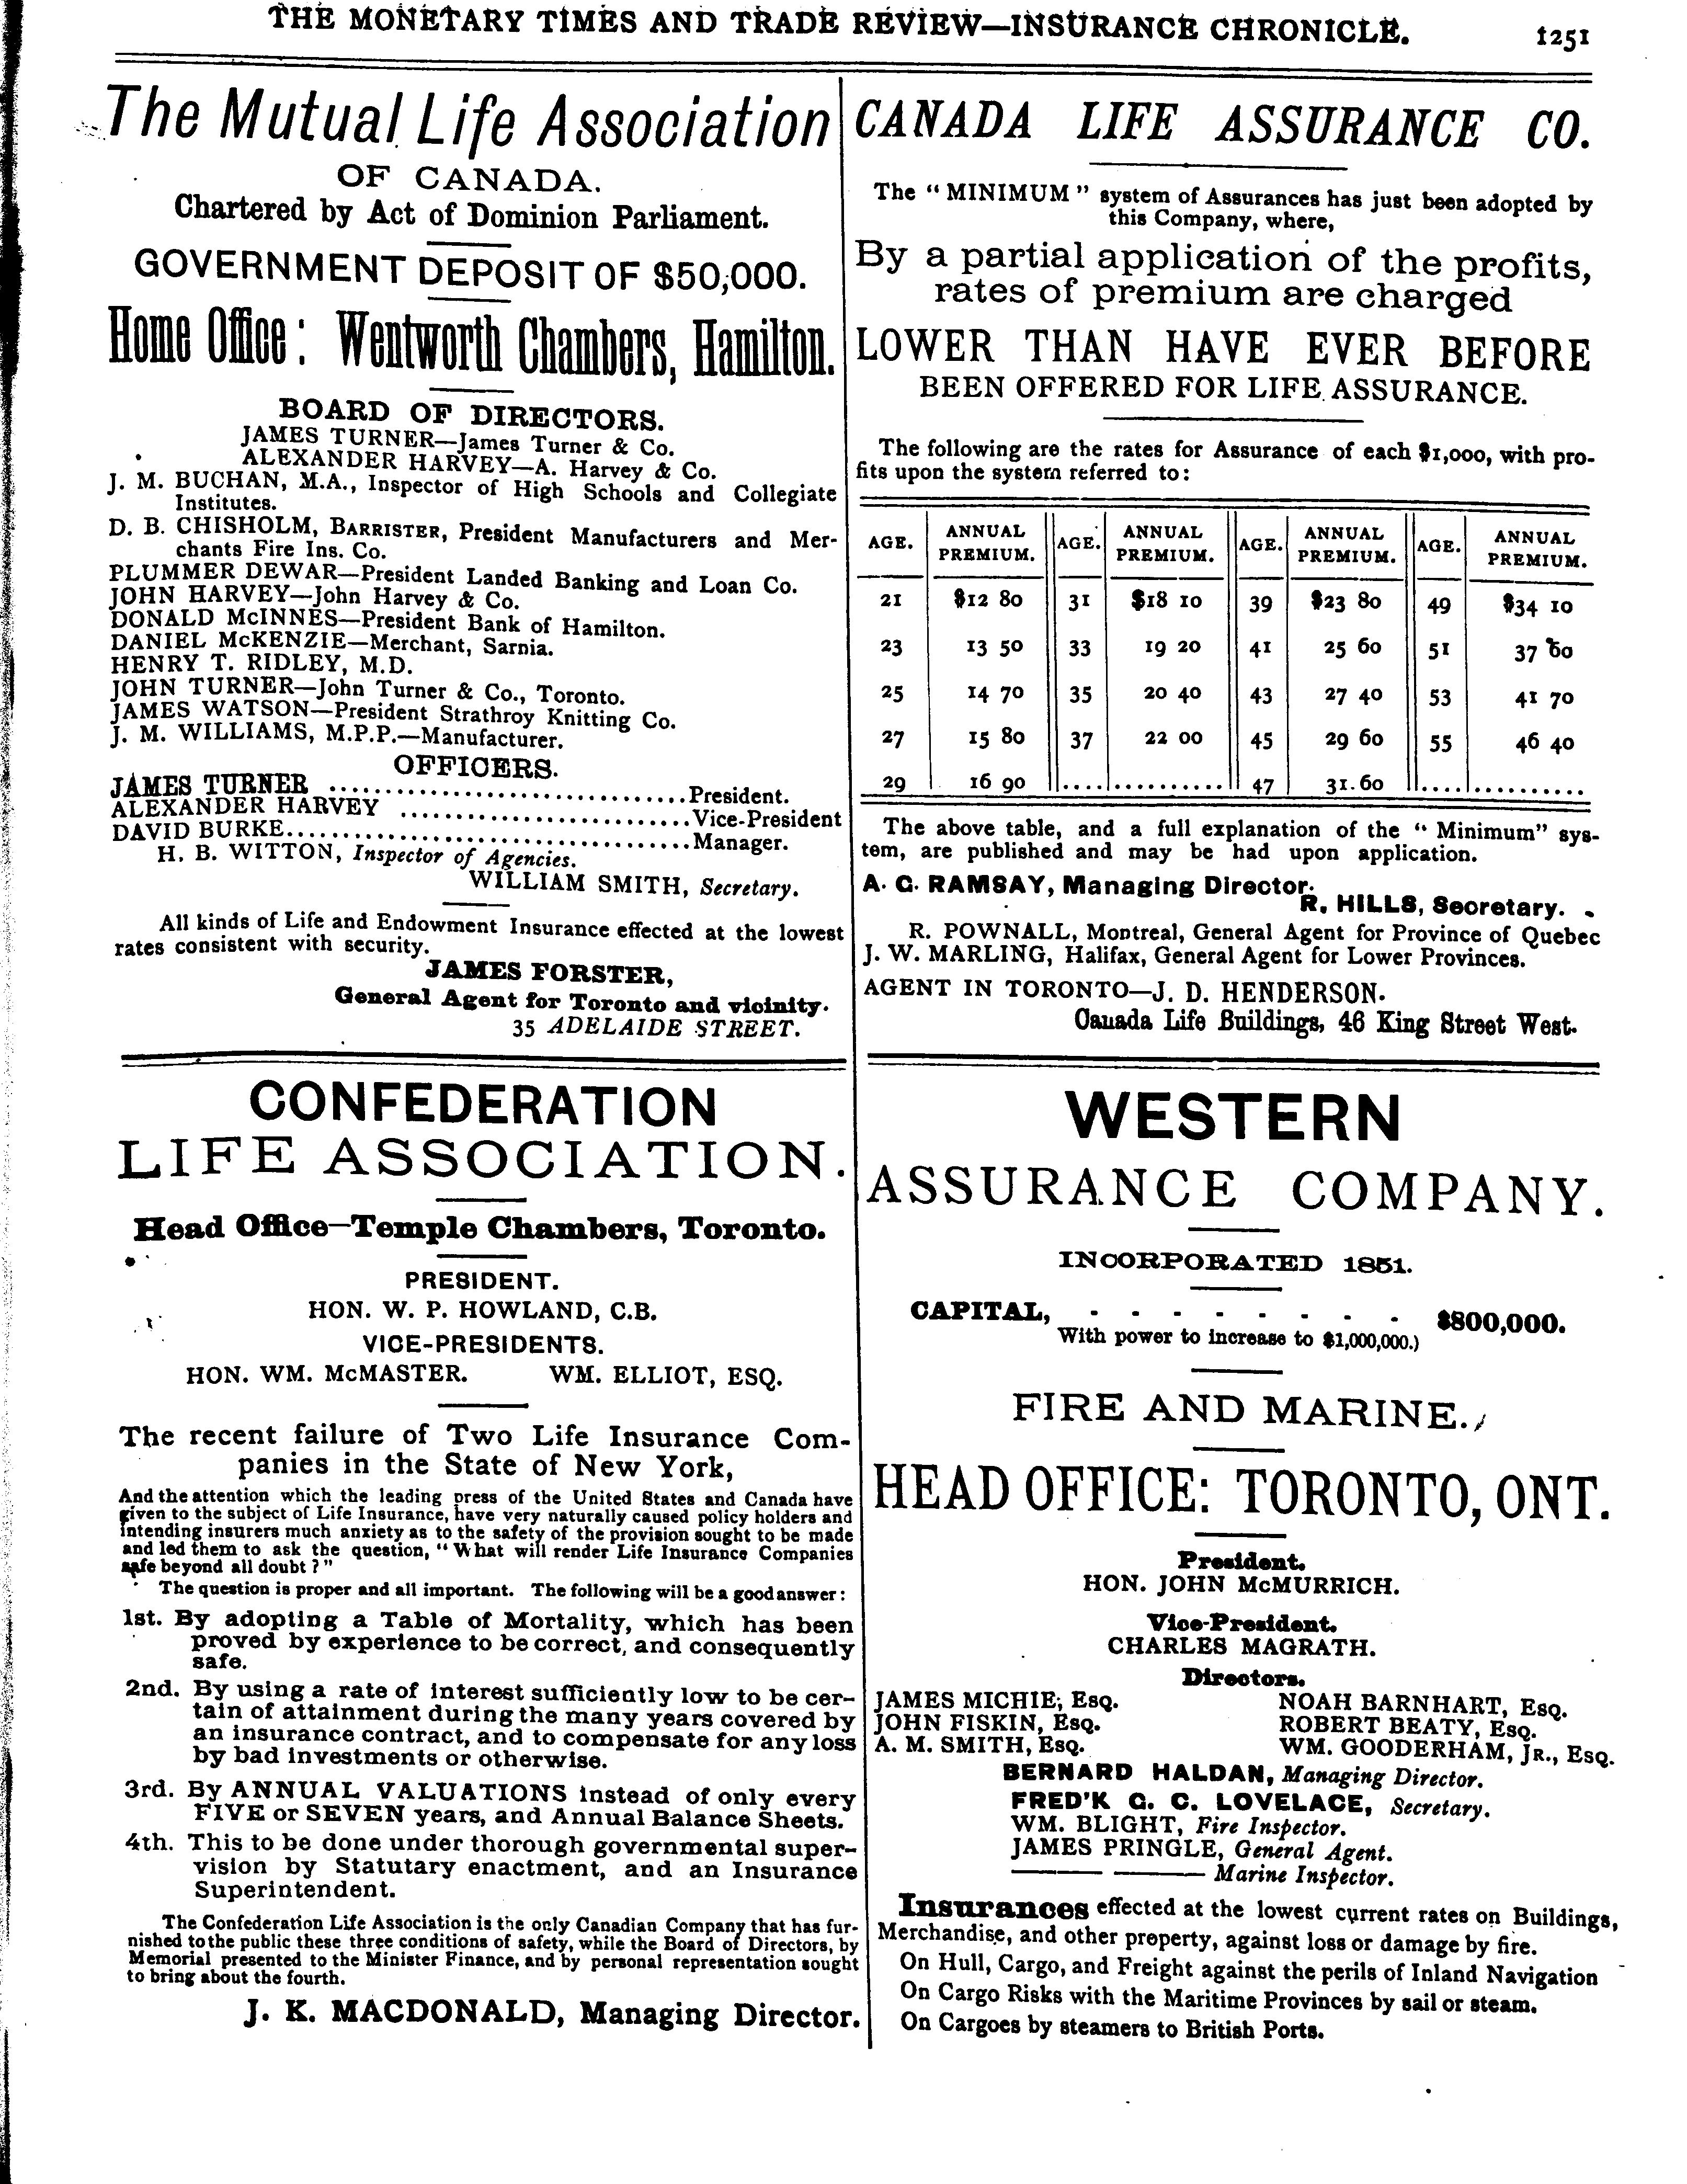 THE MONETARY TIMES AND TRADE REVIEW—INSURANCE CHRONICLE. 1251
The Mutual Life Association
OF CANADA.
Chartered by Act of Dominion Parliament.
GOVERNMENT DEPOSIT OF $50,000.
Home Office: Wentworth Chambers, Hamilton.
BOARD OF DIRECTORS.
JAMES TURNER—James Turner & Co.
ALEXANDER HARVEY—A. Harvey & Co.
J. M. BUCHAN, M.A., Inspector of High Schools and Collegiate
Institutes.
D. B. CHISHOLM, BARRISTER, President Manufacturers and Mer-
chants Fire Ins. Co.
PLUMMER DEWAR—President Landed Banking and Loan Co.
JOHN HARVEY—John Harvey & Co.
DONALD McINNES—President Bank of Hamilton.
DANIEL McKENZIE—Merchant, Sarnia.
HENRY T. RIDLEY, M.D.
JOHN TURNER—John Turner & Co., Toronto.
JAMES WATSON—President Strathroy Knitting Co.
J. M. WILLIAMS, M.P.P.—Manufacturer.
OFFICERS.
JAMES TURNER ................................President.
ALEXANDER HARVEY ..........................Vice-President
DAVID BURKE....................................Manager.
H. B. WITTON, Inspector of Agencies.
WILLIAM SMITH, Secretary.
All kinds of Life and Endowment Insurance effected at the lowest
rates consistent with security.
JAMES FORSTER,
General Agent for Toronto and vicinity.
35 ADELAIDE STREET.
CANADA LIFE ASSURANCE CO.
The "MINIMUM" system of Assurances has just been adopted by
this Company, where,
By a partial application of the profits,
rates of premium are charged
LOWER THAN HAVE EVER BEFORE
BEEN OFFERED FOR LIFE ASSURANCE.
The following are the rates for Assurance of each $1,000, with pro-
fits upon the system referred to:
AGE. ANNUAL PREMIUM. AGE. ANNUAL PREMIUM. AGE. ANNUAL PREMIUM. AGE. ANNUAL PREMIUM.
21 $12 80 31 $18 10 39 $23 80 49 $34 10
23 13 50 33 19 20 41 25 60 51 37 60
25 14 70 35 20 40 43 27 40 53 41 70
27 15 80 37 22 00 45 29 60 55 46 40
29 16 90 .... .......... 47 31.60 .... ..........
The above table, and a full explanation of the "Minimum" sys-
tem, are published and may be had upon application.
A. G. RAMSAY, Managing Director.
R. HILLS, Secretary.
R. POWNALL, Montreal, General Agent for Province of Quebec
J. W. MARLING, Halifax, General Agent for Lower Provinces.
AGENT IN TORONTO—J. D. HENDERSON.
Canada Life Buildings, 46 King Street West.
CONFEDERATION
LIFE ASSOCIATION.
Head Office—Temple Chambers, Toronto.
PRESIDENT.
HON. W. P. HOWLAND, C.B.
VICE-PRESIDENTS.
HON. WM. McMASTER. WM. ELLIOT, ESQ.
The recent failure of Two Life Insurance Com-
panies in the State of New York,
And the attention which the leading press of the United States and Canada have
given to the subject of Life Insurance, have very naturally caused policy holders and
intending insurers much anxiety as to the safety of the provision sought to be made
and led them to ask the question, "What will render Life Insurance Companies
safe beyond all doubt?"
The question is proper and all important. The following will be a good answer:
1st. By adopting a Table of Mortality, which has been
proved by experience to be correct, and consequently
safe.
2nd. By using a rate of interest sufficiently low to be cer-
tain of attainment during the many years covered by
an insurance contract, and to compensate for any loss
by bad investments or otherwise.
3rd. By ANNUAL VALUATIONS instead of only every
FIVE or SEVEN years, and Annual Balance Sheets.
4th. This to be done under thorough governmental super-
vision by Statutary enactment, and an Insurance
Superintendent.
The Confederation Life Association is the only Canadian Company that has fur-
nished to the public these three conditions of safety, while the Board of Directors, by
Memorial presented to the Minister Finance, and by personal representation sought
to bring about the fourth.
J. K. MACDONALD, Managing Director.
WESTERN
ASSURANCE COMPANY.
INCORPORATED 1851.
CAPITAL, - - - - - - - - $800,000.
With power to increase to $1,000,000.)
FIRE AND MARINE.
HEAD OFFICE: TORONTO, ONT.
President.
HON. JOHN McMURRICH.
Vice-President.
CHARLES MAGRATH.
Directors.
JAMES MICHIE, Esq. NOAH BARNHART, Esq.
JOHN FISKIN, Esq. ROBERT BEATY, Esq.
A. M. SMITH, Esq. WM. GOODERHAM, JR., Esq.
BERNARD HALDAN, Managing Director.
FRED'K G. C. LOVELACE, Secretary.
WM. BLIGHT, Fire Inspector.
JAMES PRINGLE, General Agent.
—— —— Marine Inspector.
Insurances effected at the lowest current rates on Buildings,
Merchandise, and other property, against loss or damage by fire.
On Hull, Cargo, and Freight against the perils of Inland Navigation
On Cargo Risks with the Maritime Provinces by sail or steam.
On Cargoes by steamers to British Ports.